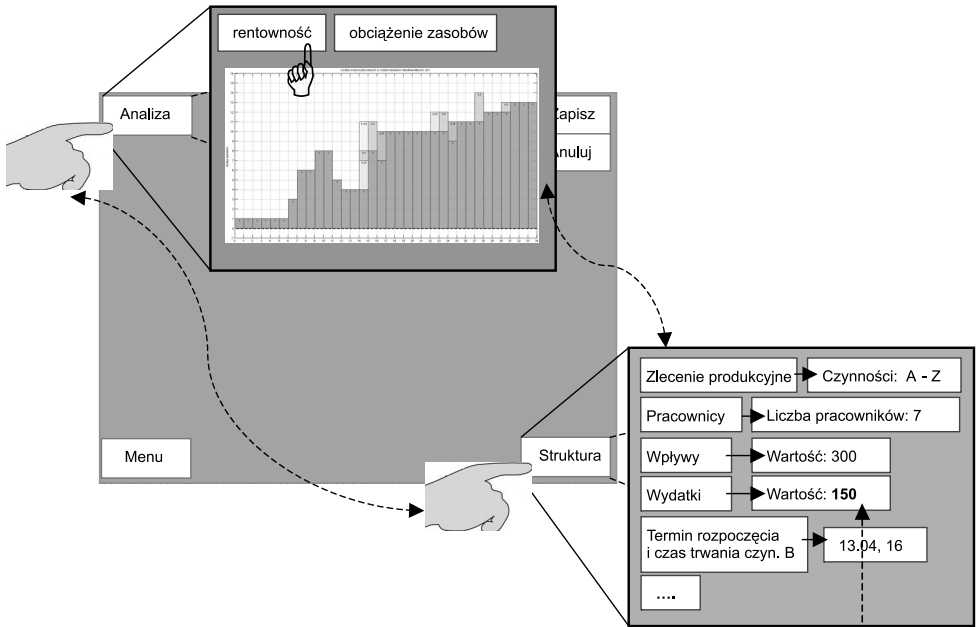 rentowność
obciążenie zasobów
Analiza
Zapisz
Anuluj
Menu
Struktura
Zlecenie produkcyjne
Czynności: A - Z
Pracownicy
Liczba pracowników: 7
Wpływy
Wartość: 300
Wydatki
Wartość: 150
Termin rozpoczęcia
i czas trwania czyn. B
13.04, 16
....